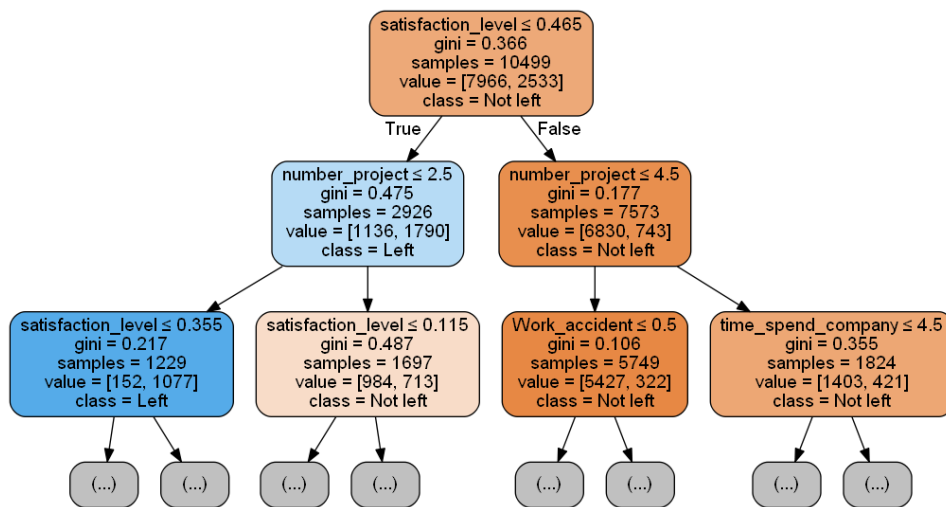 satisfaction_level ≤ 0.465
gini = 0.366
samples = 10499
value = [7966, 2533]
class = Not left
True
False
number_project ≤ 2.5
gini = 0.475
samples = 2926
value = [1136, 1790]
class = Left
number_project ≤ 4.5
gini = 0.177
samples = 7573
value = [6830, 743]
class = Not left
satisfaction_level ≤ 0.355
gini = 0.217
samples = 1229
value = [152, 1077]
class = Left
satisfaction_level ≤ 0.115
gini = 0.487
samples = 1697
value = [984, 713]
class = Not left
Work_accident ≤ 0.5
gini = 0.106
samples = 5749
value = [5427, 322]
class = Not left
time_spend_company ≤ 4.5
gini = 0.355
samples = 1824
value = [1403, 421]
class = Not left
(...)
(...)
(...)
(...)
(...)
(...)
(...)
(...)